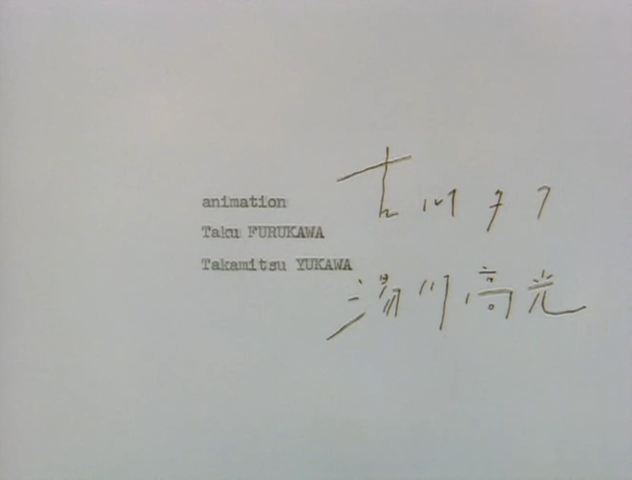 animation
Taku FURUKAWA
Takamitsu YUKAWA
古川タク
湯川高光